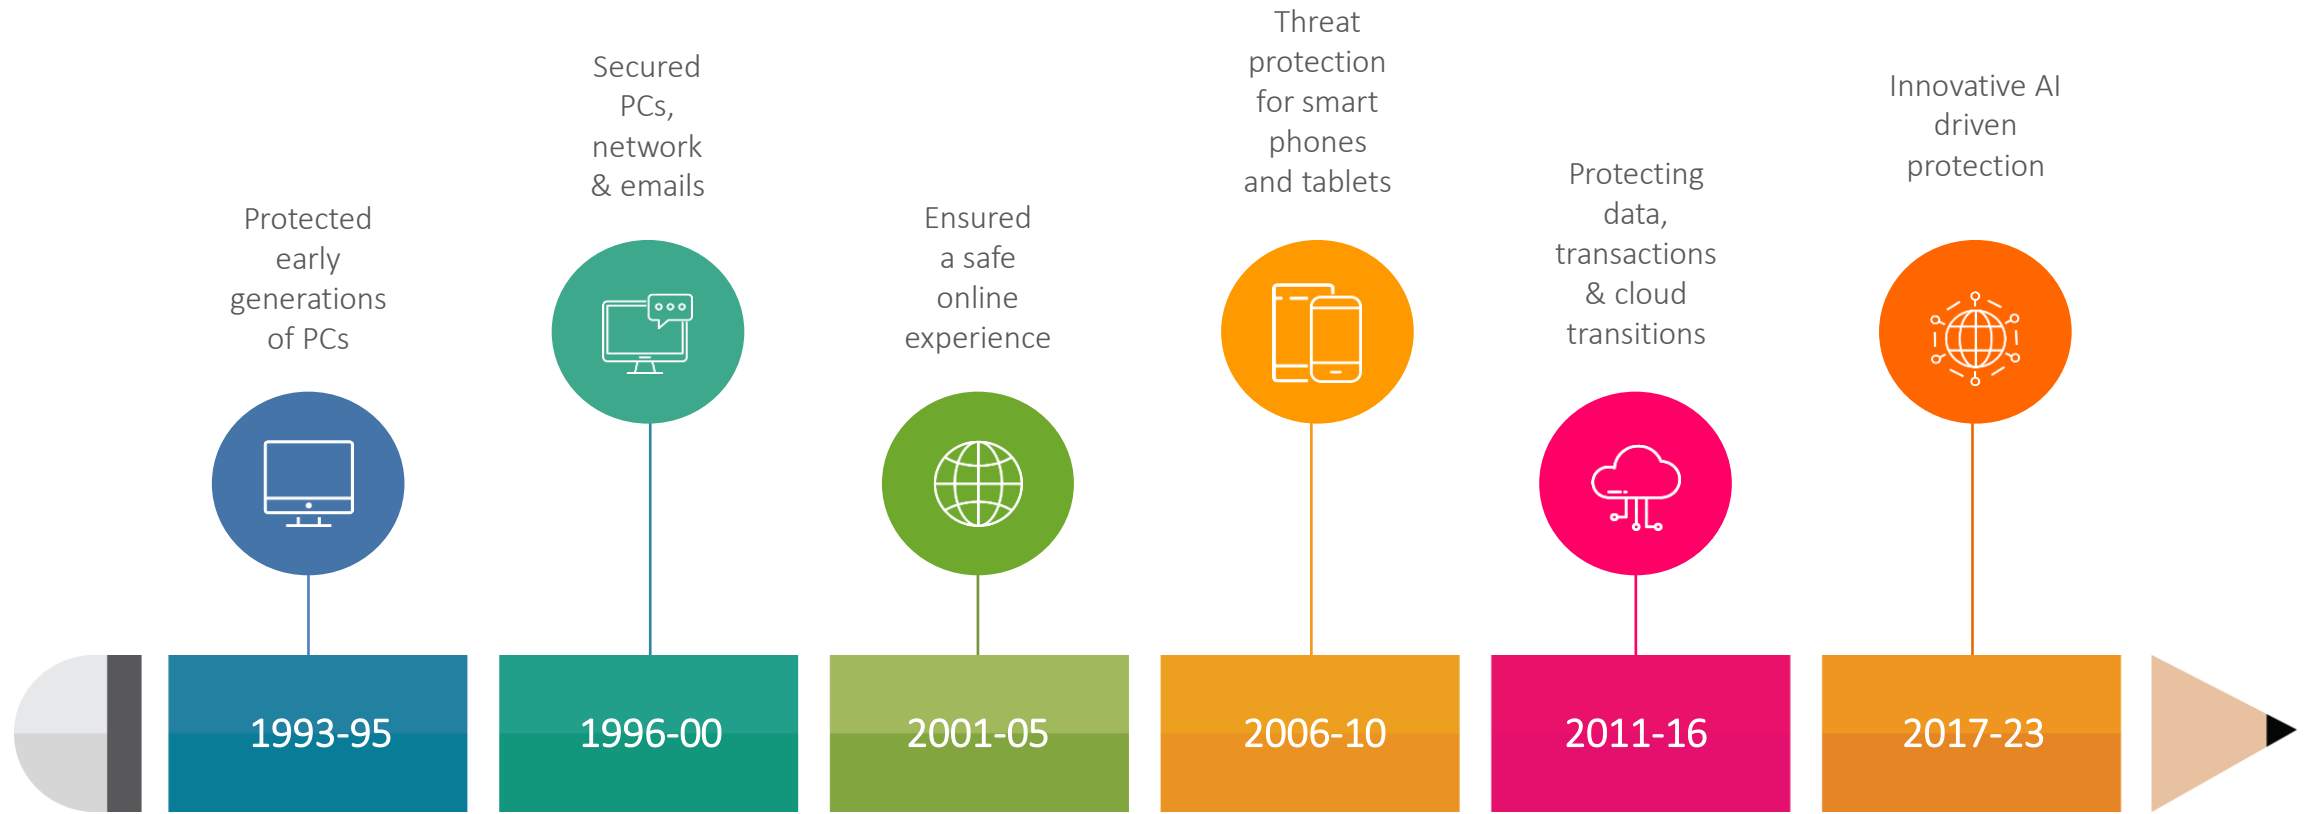 Protected
early
generations
of PCs
1993-95
Secured
PCs,
network
& emails
1996-00
Ensured
a safe
online
experience
2001-05
Threat
protection
for smart
phones
and tablets
2006-10
Protecting
data,
transactions
& cloud
transitions
2011-16
Innovative AI
driven
protection
2017-23